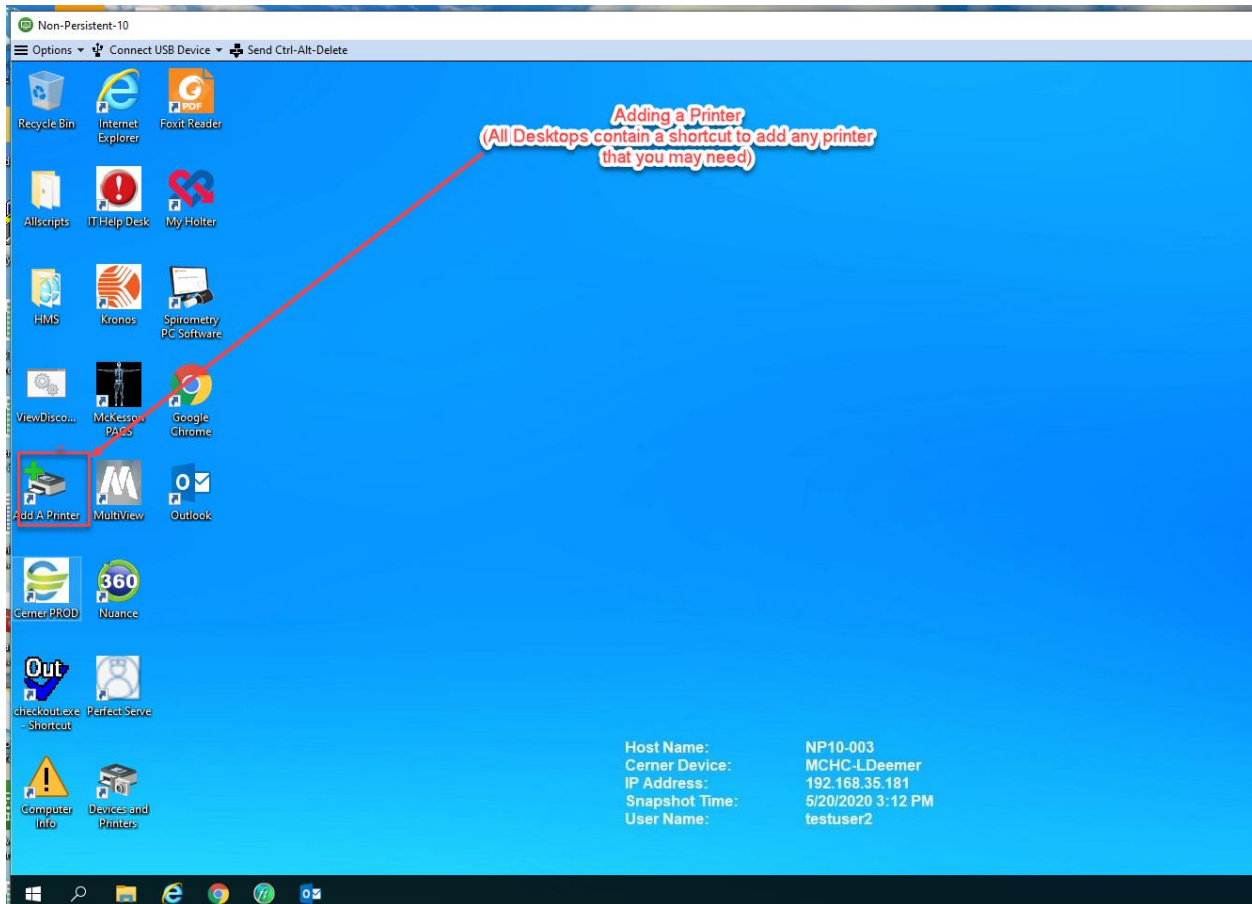 Non-Persistent-10
Options Connect USB Device Send Ctrl-Alt-Delete
Adding a Printer
(All Desktops contain a shortcut to add any printer
that you may need)
Recycle Bin
Internet
Explorer
PDF
Foxit Reader
Allscripts
IT Help Desk
My Holter
HMS
Kronos
Spirometry
PC Software
ViewDisco...
McKesson
PACS
Google
Chrome
Add A Printer
MultiView
Outlook
Cerner PROD
360
Nuance
Out
checkout.exe
- Shortcut
Perfect Serve
Computer
Info
Devices and
Printers
Host Name: NP10-003
Cerner Device: MCHC-LDeemer
IP Address: 192.168.35.181
Snapshot Time: 5/20/2020 3:12 PM
User Name: testuser2